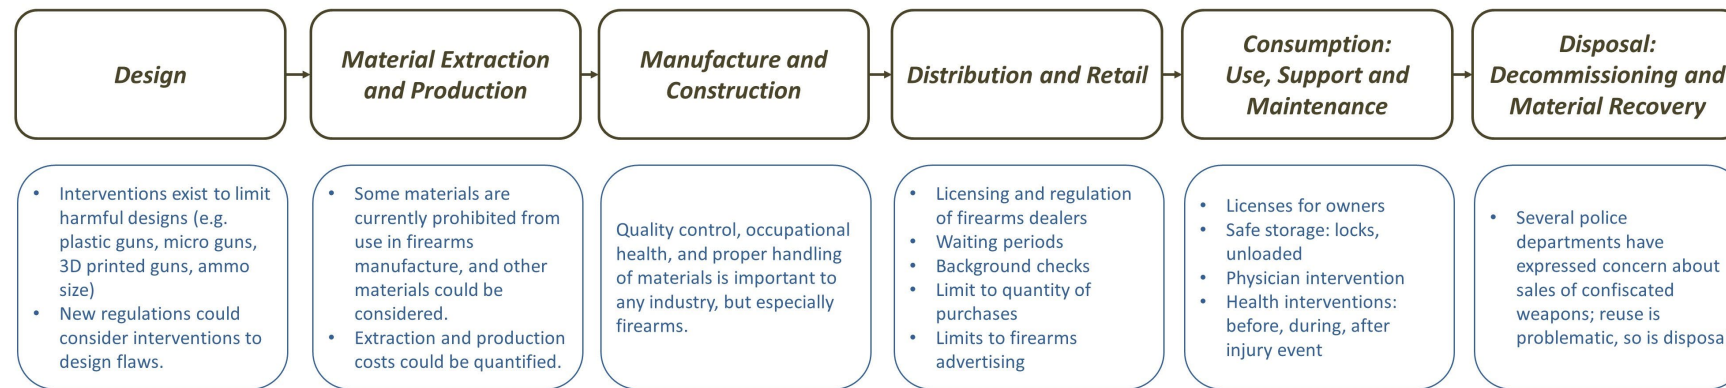 Design
Material Extraction
and Production
Manufacture and
Construction
Distribution and Retail
Consumption:
Use, Support and
Maintenance
Disposal:
Decommissioning and
Material Recovery
• Interventions exist to limit
harmful designs (e.g.
plastic guns, micro guns,
3D printed guns, ammo
size)
• New regulations could
consider interventions to
design flaws.
• Some materials are
currently prohibited from
use in firearms
manufacture, and other
materials could be
considered.
• Extraction and production
costs could be quantified.
Quality control, occupational
health, and proper handling
of materials is important to
any industry, but especially
firearms.
• Licensing and regulation
of firearms dealers
• Waiting periods
• Background checks
• Limit to quantity of
purchases
• Limits to firearms
advertising
• Licenses for owners
• Safe storage: locks,
unloaded
• Physician intervention
• Health interventions:
before, during, after
injury event
• Several police
departments have
expressed concern about
sales of confiscated
weapons; reuse is
problematic, so is disposa